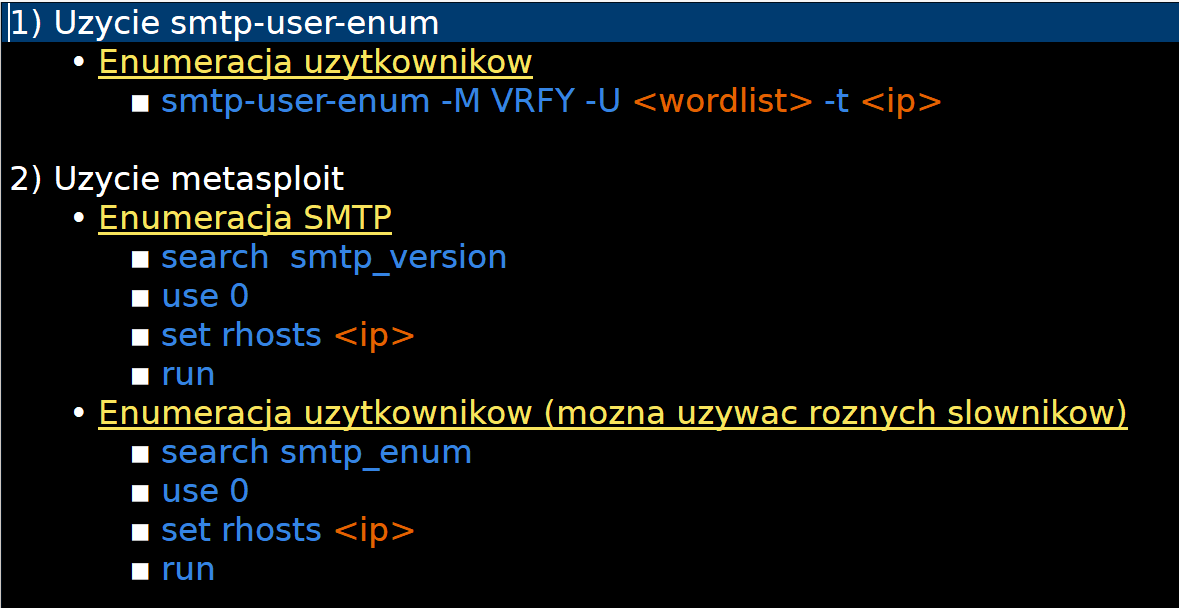 1) Uzycie smtp-user-enum
• Enumeracja uzytkownikow
■ smtp-user-enum -M VRFY -U <wordlist> -t <ip>
2) Uzycie metasploit
• Enumeracja SMTP
■ search  smtp_version
■ use 0
■ set rhosts <ip>
■ run
• Enumeracja uzytkownikow (mozna uzywac roznych slownikow)
■ search smtp_enum
■ use 0
■ set rhosts <ip>
■ run